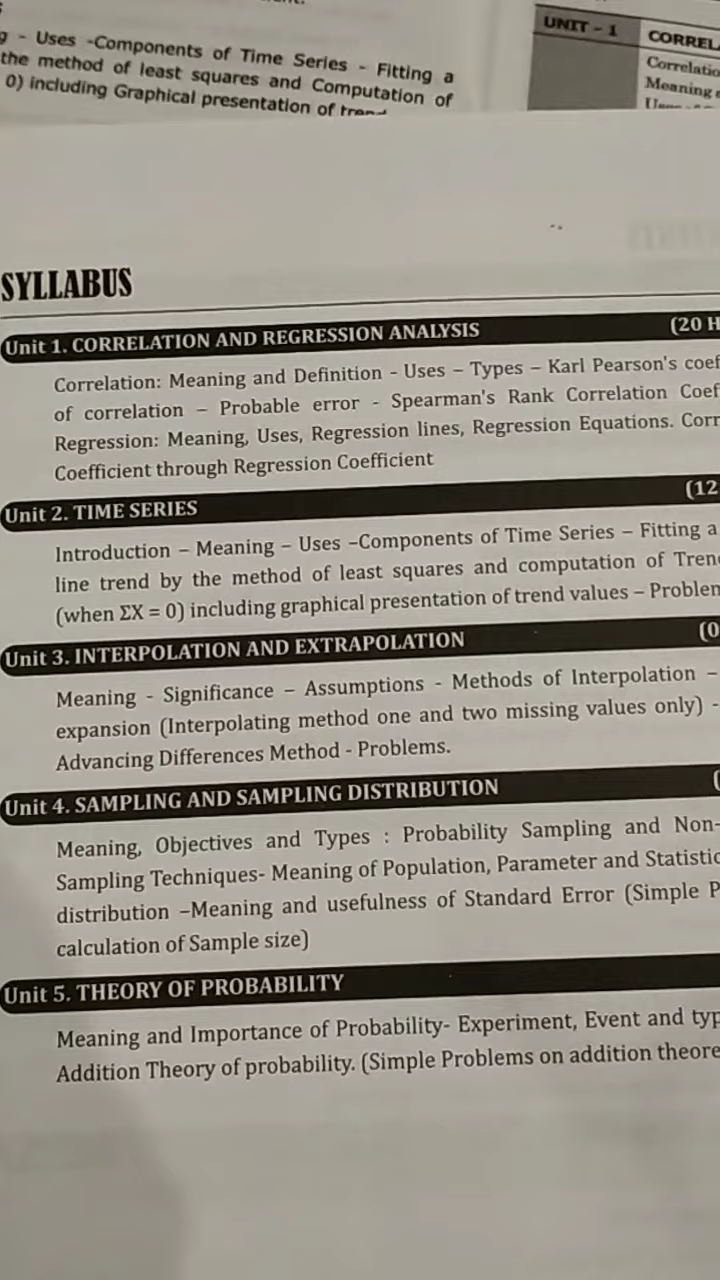 - Uses -Components of Time Series - Fitting a
the method of least squares and Computation of
0) including Graphical presentation of trend
UNIT - 1
Meaning
SYLLABUS
Unit 1. CORRELATION AND REGRESSION ANALYSIS (20 H
Correlation: Meaning and Definition - Uses – Types – Karl Pearson's coef
of correlation – Probable error - Spearman's Rank Correlation Coef
Regression: Meaning, Uses, Regression lines, Regression Equations. Corr
Coefficient through Regression Coefficient
Unit 2. TIME SERIES (12
Introduction – Meaning – Uses –Components of Time Series – Fitting a
line trend by the method of least squares and computation of Tren
(when ΣX = 0) including graphical presentation of trend values – Problem
Unit 3. INTERPOLATION AND EXTRAPOLATION (0
Meaning - Significance – Assumptions - Methods of Interpolation –
expansion (Interpolating method one and two missing values only) -
Advancing Differences Method - Problems.
Unit 4. SAMPLING AND SAMPLING DISTRIBUTION (
Meaning, Objectives and Types : Probability Sampling and Non-
Sampling Techniques- Meaning of Population, Parameter and Statistic
distribution –Meaning and usefulness of Standard Error (Simple P
calculation of Sample size)
Unit 5. THEORY OF PROBABILITY
Meaning and Importance of Probability- Experiment, Event and typ
Addition Theory of probability. (Simple Problems on addition theore